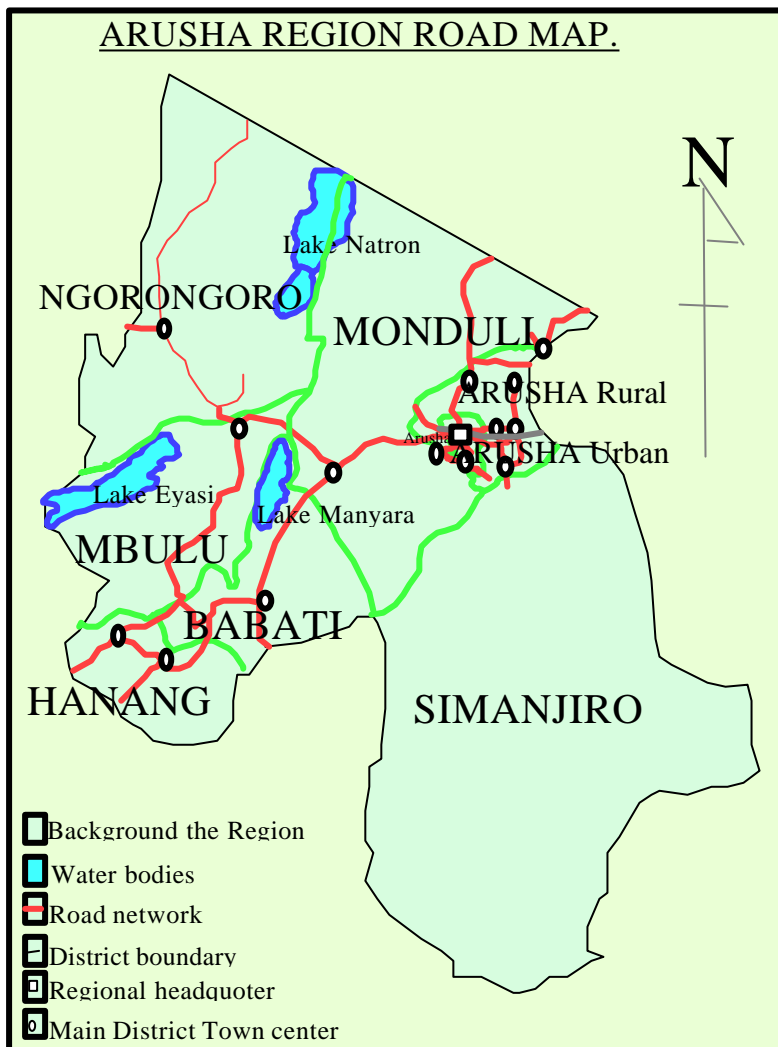 ARUSHA REGION ROAD MAP.
N
Lake Natron
NGORONGORO
MONDULI
ARUSHA Rural
Arusha
ARUSHA Urban
Lake Eyasi
Lake Manyara
MBULU
BABATI
HANANG
SIMANJIRO
Background the Region
Water bodies
Road network
District boundary
Regional headquoter
Main District Town center